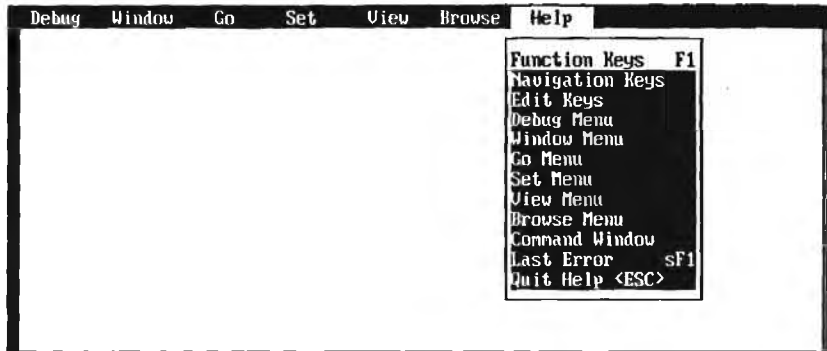 Debug Window Go Set View Browse Help
Function Keys F1
Navigation Keys
Edit Keys
Debug Menu
Window Menu
Go Menu
Set Menu
View Menu
Browse Menu
Command Window
Last Error sF1
Quit Help <ESC>